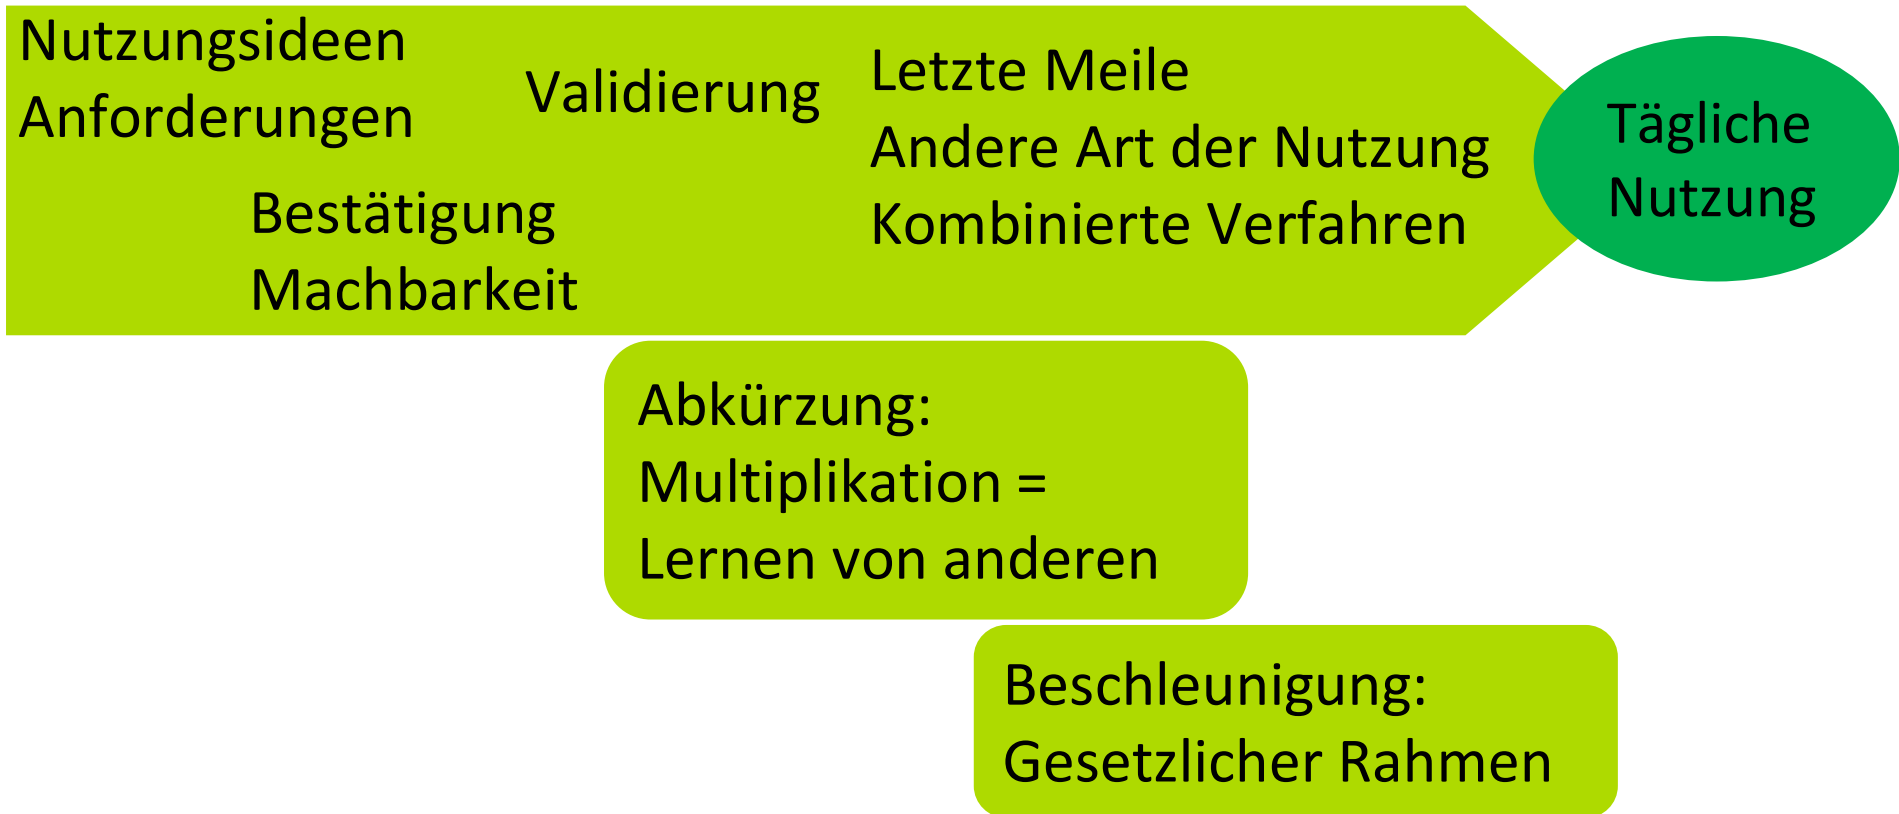 Nutzungsideen
Anforderungen
Bestätigung
Machbarkeit
Validierung
Letzte Meile
Andere Art der Nutzung
Kombinierte Verfahren
Tägliche
Nutzung
Abkürzung:
Multiplikation =
Lernen von anderen
Beschleunigung:
Gesetzlicher Rahmen